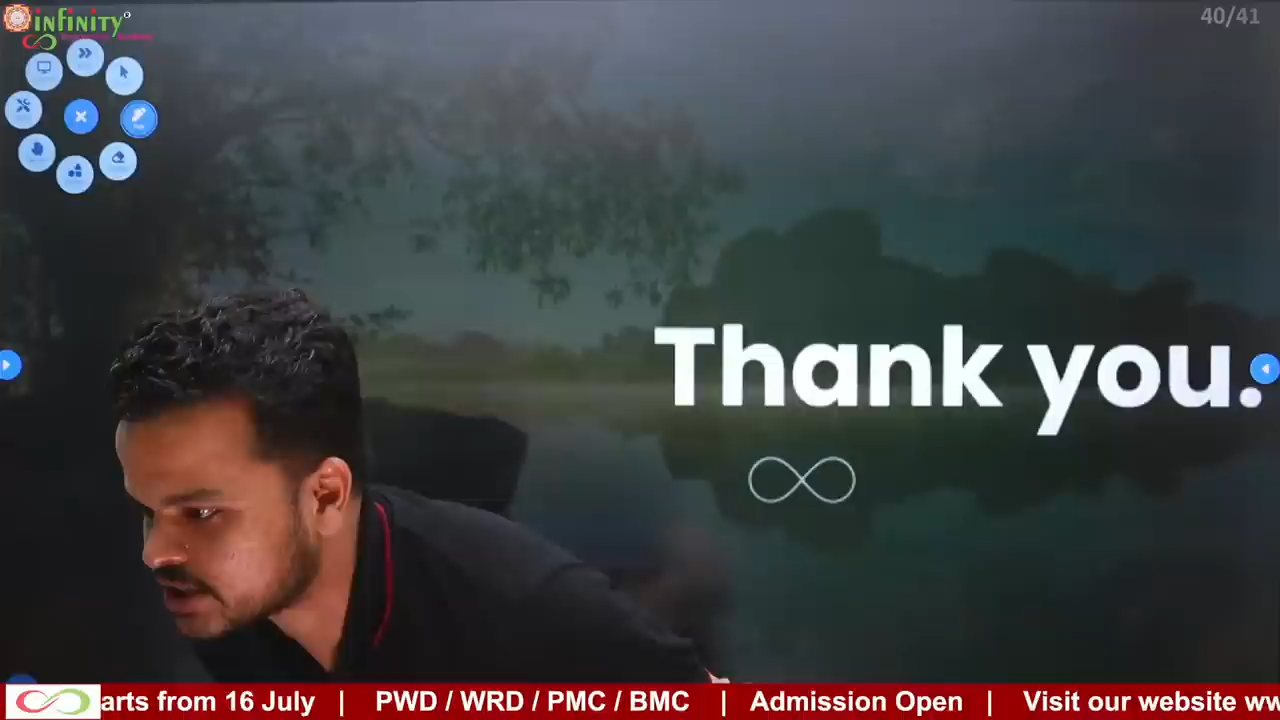 infinity
40/41
Thank you.
arts from 16 July | PWD / WRD / PMC / BMC | Admission Open | Visit our website ww